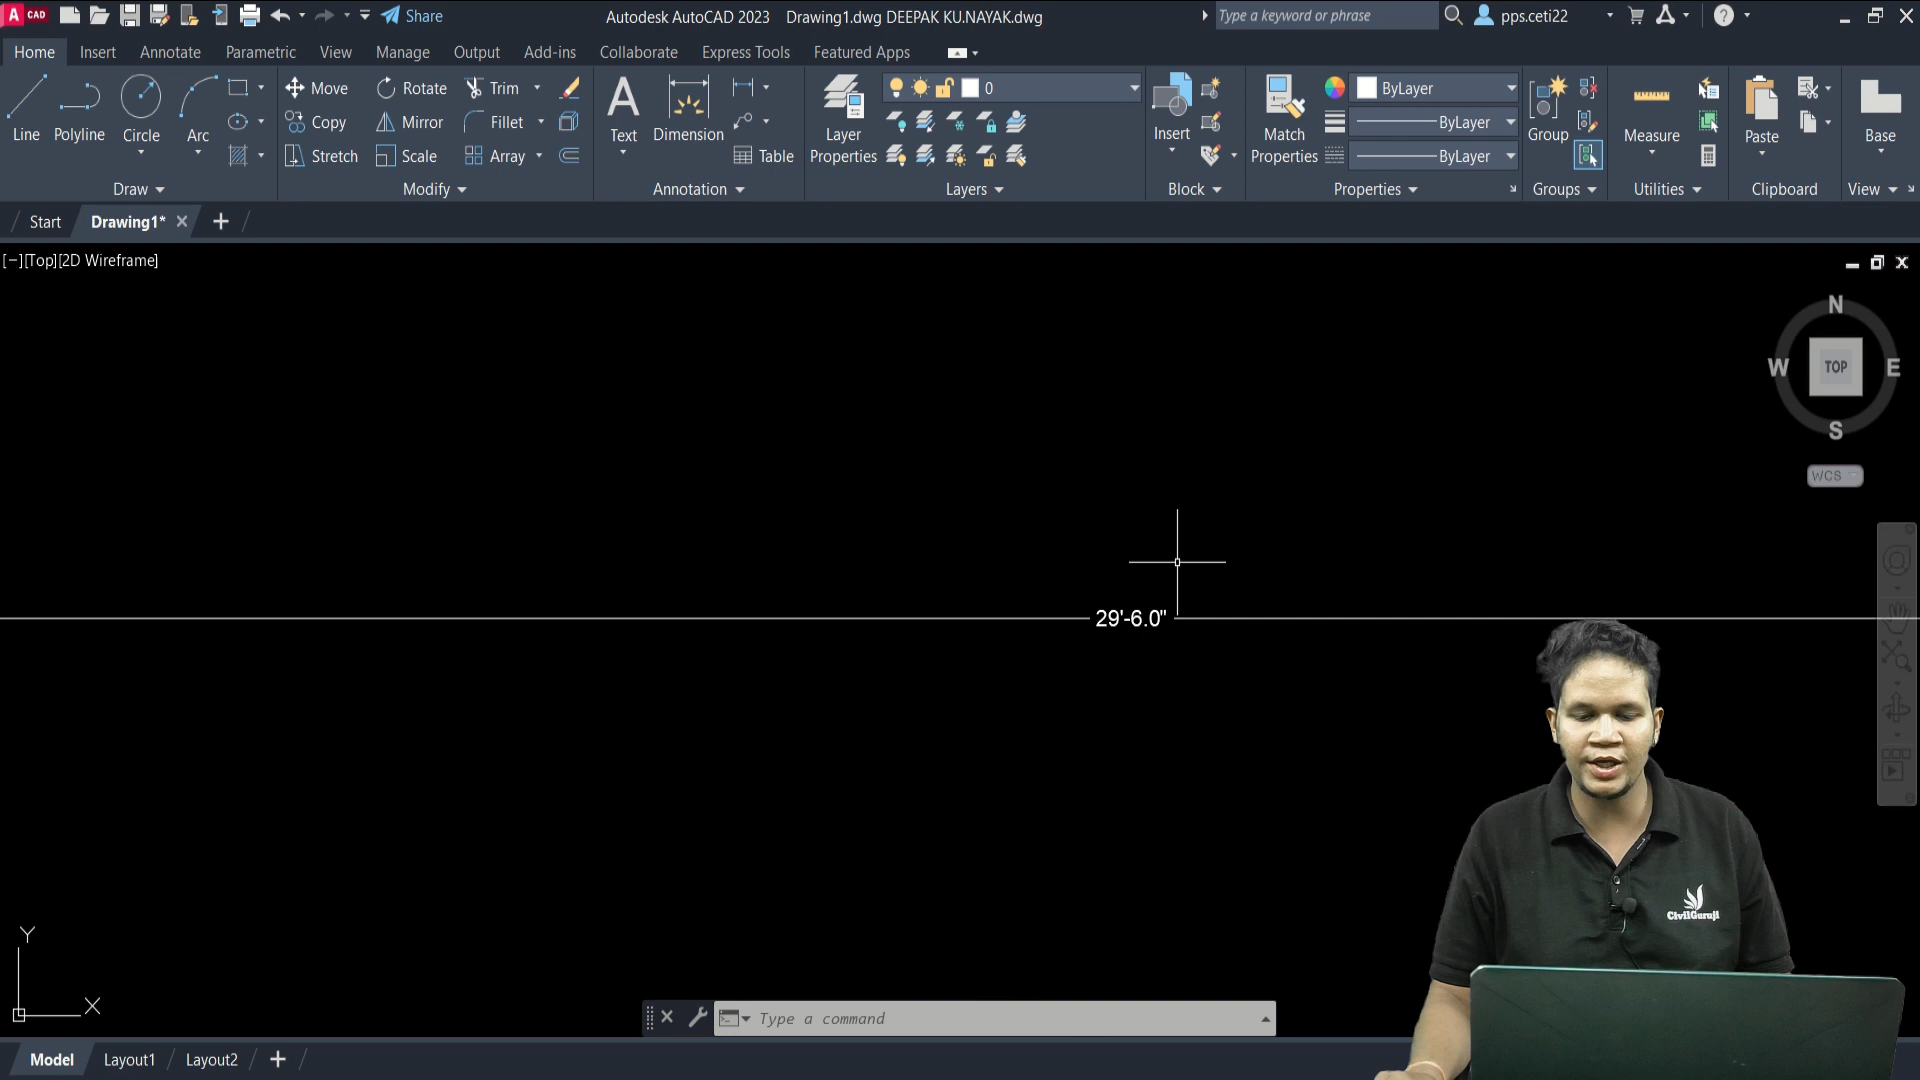 A CAD
Share
Autodesk AutoCAD 2023 Drawing1.dwg DEEPAK KU.NAYAK.dwg
Type a keyword or phrase
pps.ceti22
Home Insert Annotate Parametric View Manage Output Add-ins Collaborate Express Tools Featured Apps
Line
Polyline
Circle
Arc
Draw
Move
Rotate
Trim
Copy
Mirror
Fillet
Stretch
Scale
Array
Modify
A
Text
Dimension
Table
Annotation
Layer
Properties
0
Layers
Insert
Block
Match
Properties
ByLayer
ByLayer
ByLayer
Properties
Group
Groups
Measure
Utilities
Paste
Clipboard
Base
View
Start Drawing1*
[−][Top][2D Wireframe]
N
W TOP E
S
WCS
29'-6.0"
CivilGuruji
Y
X
Type a command
Model Layout1 Layout2